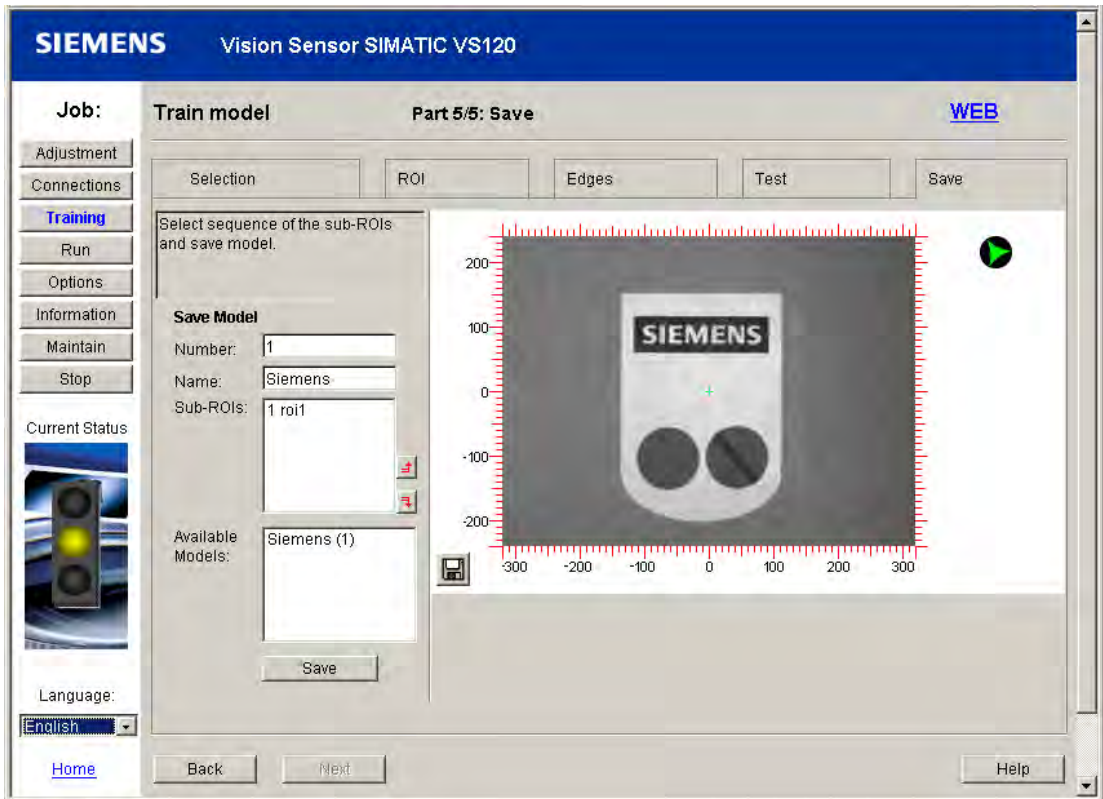 SIEMENS Vision Sensor SIMATIC VS120
Job:
Train model Part 5/5: Save WEB
Adjustment
Connections
Training
Run
Options
Information
Maintain
Stop
Current Status
Language:
English
Home
Selection ROI Edges Test Save
Select sequence of the sub-ROIs
and save model.
Save Model
Number: 1
Name: Siemens
Sub-ROIs: 1 roi1
Available
Models:
Siemens (1)
Save
200
100
0
-100
-200
SIEMENS
-300 -200 -100 0 100 200 300
Back Next Help